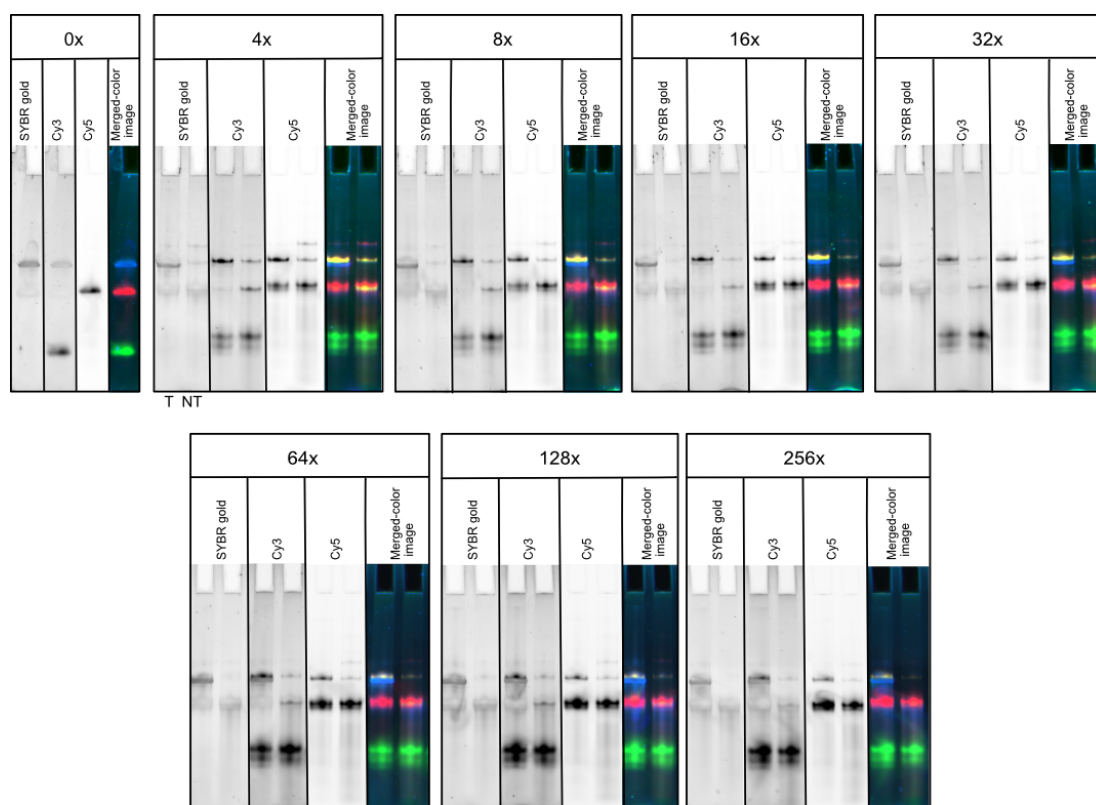 0x
SYBR gold
Cy3
Cy5
Merged-color
image
4x
SYBR gold
Cy3
Cy5
Merged-color
image
8x
SYBR gold
Cy3
Cy5
Merged-color
image
16x
SYBR gold
Cy3
Cy5
Merged-color
image
32x
SYBR gold
Cy3
Cy5
Merged-color
image
T NT
64x
SYBR gold
Cy3
Cy5
Merged-color
image
128x
SYBR gold
Cy3
Cy5
Merged-color
image
256x
SYBR gold
Cy3
Cy5
Merged-color
image